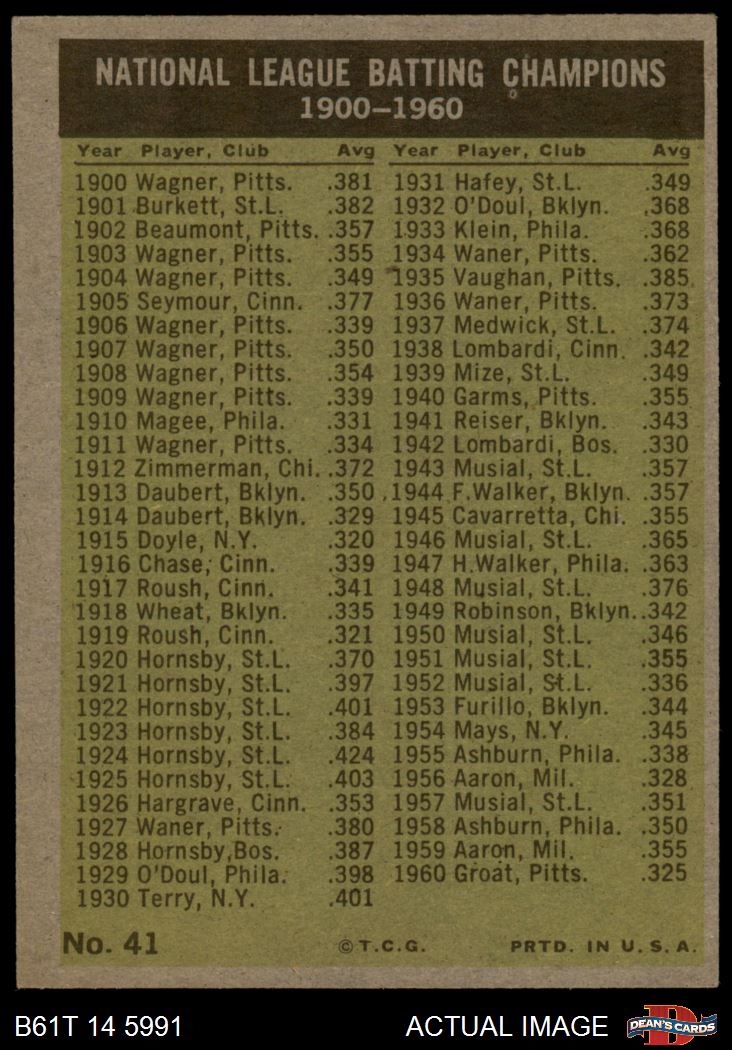 NATIONAL LEAGUE BATTING CHAMPIONS
1900-1960
Year Player, Club Avg
1900 Wagner, Pitts. .381
1901 Burkett, St.L. .382
1902 Beaumont, Pitts. .357
1903 Wagner, Pitts. .355
1904 Wagner, Pitts. .349
1905 Seymour, Cinn. .377
1906 Wagner, Pitts. .339
1907 Wagner, Pitts. .350
1908 Wagner, Pitts. .354
1909 Wagner, Pitts. .339
1910 Magee, Phila. .331
1911 Wagner, Pitts. .334
1912 Zimmerman, Chi. .372
1913 Daubert, Bklyn. .350
1914 Daubert, Bklyn. .329
1915 Doyle, N.Y. .320
1916 Chase, Cinn. .339
1917 Roush, Cinn. .341
1918 Wheat, Bklyn. .335
1919 Roush, Cinn. .321
1920 Hornsby, St.L. .370
1921 Hornsby, St.L. .397
1922 Hornsby, St.L. .401
1923 Hornsby, St.L. .384
1924 Hornsby, St.L. .424
1925 Hornsby, St.L. .403
1926 Hargrave, Cinn. .353
1927 Waner, Pitts. .380
1928 Hornsby,Bos. .387
1929 O'Doul, Phila. .398
1930 Terry, N.Y. .401
Year Player, Club Avg
1931 Hafey, St.L. .349
1932 O'Doul, Bklyn. .368
1933 Klein, Phila. .368
1934 Waner, Pitts. .362
1935 Vaughan, Pitts. .385
1936 Waner, Pitts. .373
1937 Medwick, St.L. .374
1938 Lombardi, Cinn. .342
1939 Mize, St.L. .349
1940 Garms, Pitts. .355
1941 Reiser, Bklyn. .343
1942 Lombardi, Bos. .330
1943 Musial, St.L. .357
1944 F.Walker, Bklyn. .357
1945 Cavarretta, Chi. .355
1946 Musial, St.L. .365
1947 H.Walker, Phila. .363
1948 Musial, St.L. .376
1949 Robinson, Bklyn. .342
1950 Musial, St.L. .346
1951 Musial, St.L. .355
1952 Musial, St.L. .336
1953 Furillo, Bklyn. .344
1954 Mays, N.Y. .345
1955 Ashburn, Phila. .338
1956 Aaron, Mil. .328
1957 Musial, St.L. .351
1958 Ashburn, Phila. .350
1959 Aaron, Mil. .355
1960 Groat, Pitts. .325
No. 41 ©T.C.G. PRTD. IN U.S.A.
B61T 14 5991 ACTUAL IMAGE DEAN'S CARDS